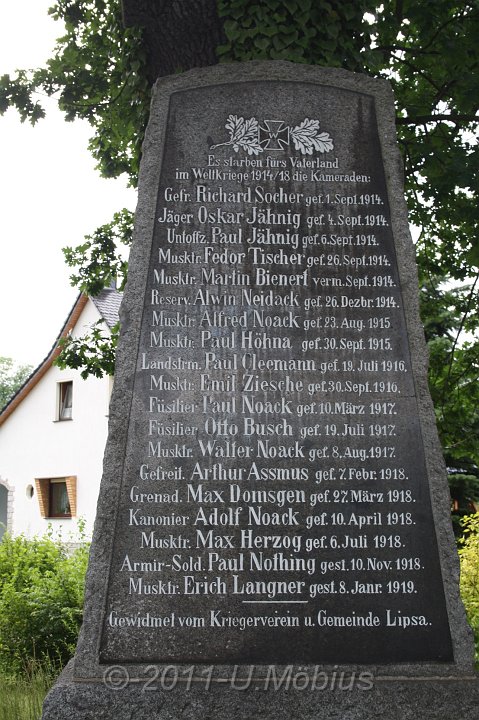 W
Es starben fürs Vaterland
im Weltkriege 1914/18 die Kameraden:
Gefr. Richard Socher gef. 1. Sept. 1914.
Jäger Oskar Jähnig gef. 4. Sept. 1914.
Untoffz. Paul Jähnig gef. 6. Sept. 1914.
Musktr. Fedor Tischer gef. 26. Sept. 1914.
Musktr. Martin Bienert verm. Sept. 1914.
Reserv. Alwin Neidack gef. 26. Dezbr. 1914.
Musktr. Alfred Noack gef. 23. Aug. 1915
Musktr. Paul Höhna gef. 30. Sept. 1915.
Landstrm. Paul Cleemann gef. 19. Juli 1916.
Musktr. Emil Ziesche gef. 30. Sept. 1916.
Füsilier Paul Noack gef. 10. März 1917.
Füsilier Otto Busch gef. 19. Juli 1917.
Musktr. Walter Noack gef. 8. Aug. 1917.
Gefreit. Arthur Assmus gef. 7. Febr. 1918.
Grenad. Max Domsgen gef. 27. März 1918.
Kanonier Adolf Noack gef. 10. April 1918.
Musktr. Max Herzog gef. 6. Juli 1918.
Armir-Sold. Paul Nothing gest. 10. Nov. 1918.
Musktr. Erich Langner gest. 8. Janr. 1919.
Gewidmet vom Kriegerverein u. Gemeinde Lipsa.
© 2011-U.Möbius